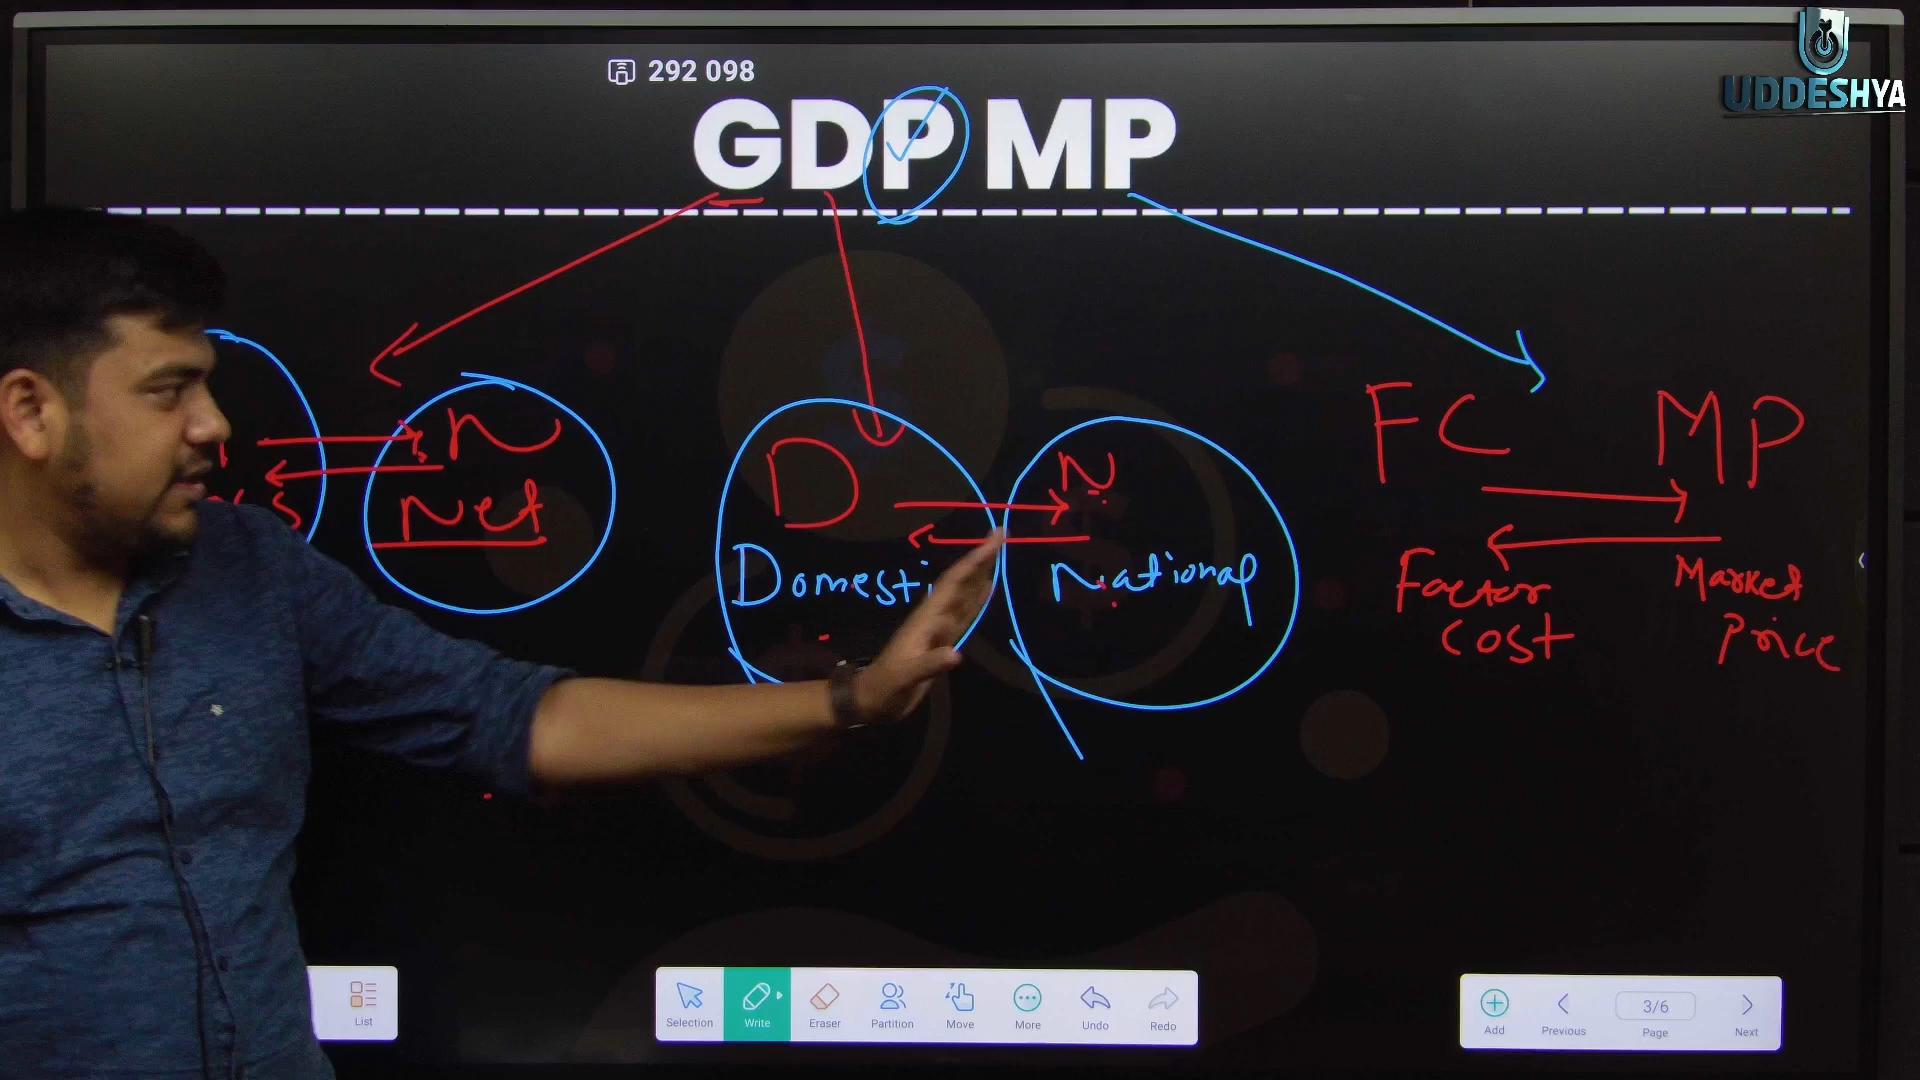 292 098
UDDESHYA
GDP MP
N
Net
D
N
Domesti
National
FC MP
Factor
cost
Market
Price
List
Selection
Write
Eraser
Partition
Move
More
Undo
Redo
Add
Previous
3/6
Page
Next